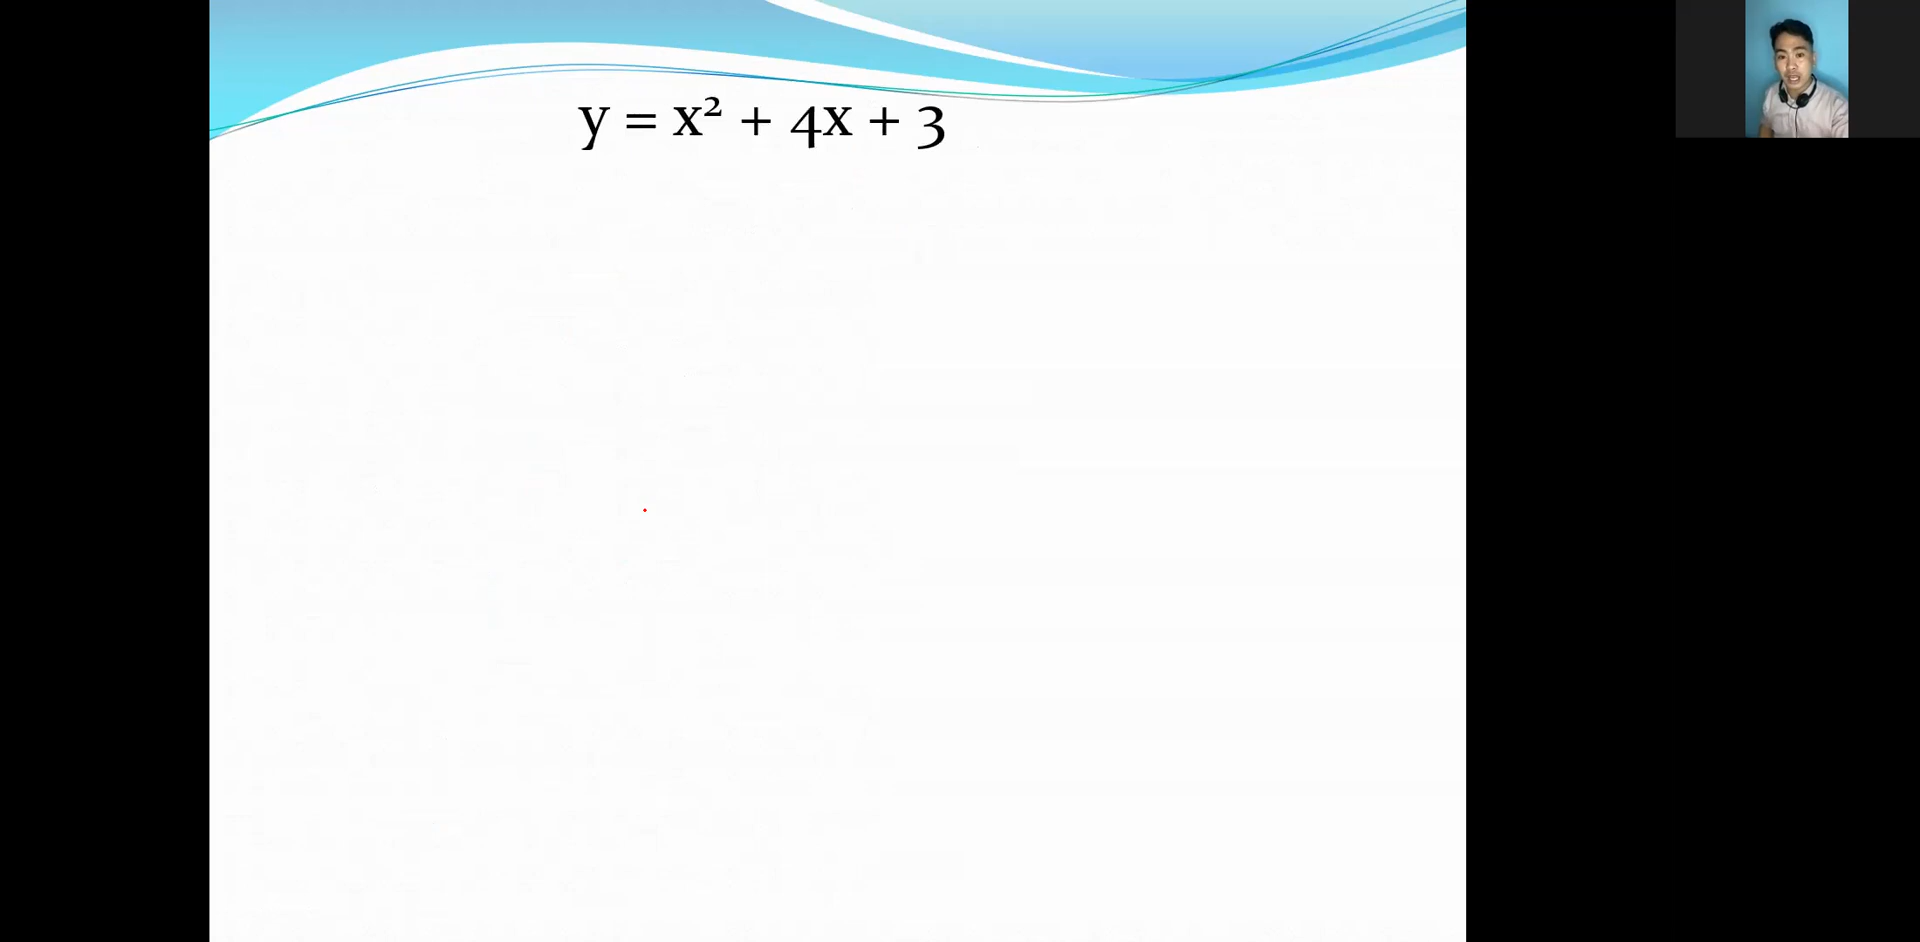 y = x² + 4x + 3